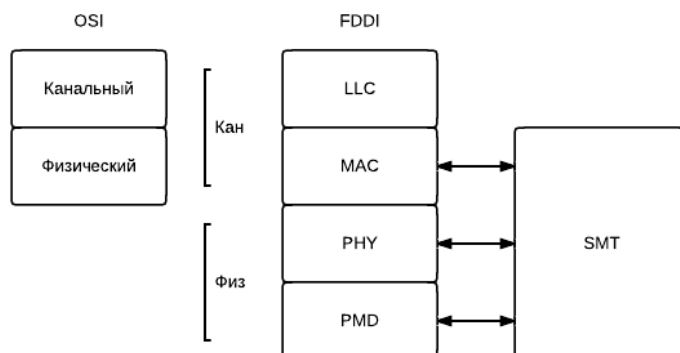 OSI
FDDI
Канальный
Физический
Кан
Физ
LLC
MAC
PHY
PMD
SMT